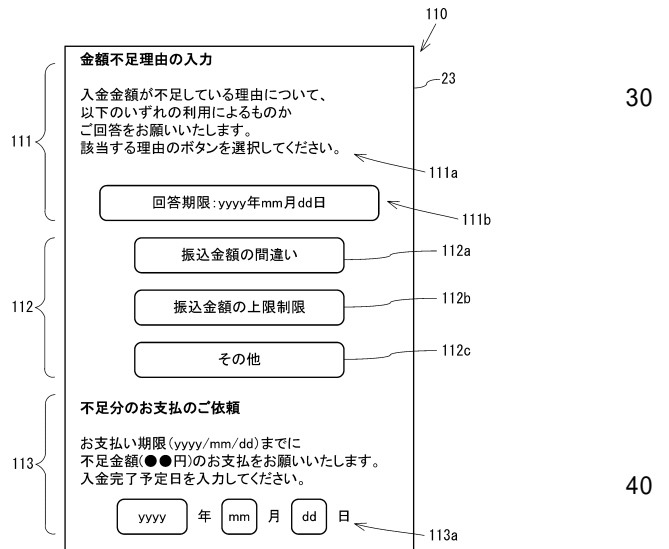 110
金額不足理由の入力
23
入金金額が不足している理由について、
30
以下のいずれの利用によるものか
ご回答をお願いいたします。
111
該当する理由のボタンを選択してください。
111a
回答期限：yyyy年mm月dd日
111b
振込金額の間違い
112a
112
振込金額の上限制限
112b
その他
112c
不足分のお支払のご依頼
お支払い期限（yyyy/mm/dd）までに
113
不足金額（●●円）のお支払をお願いいたします。
入金完了予定日を入力してください。
40
yyyy 年 mm 月 dd 日
113a